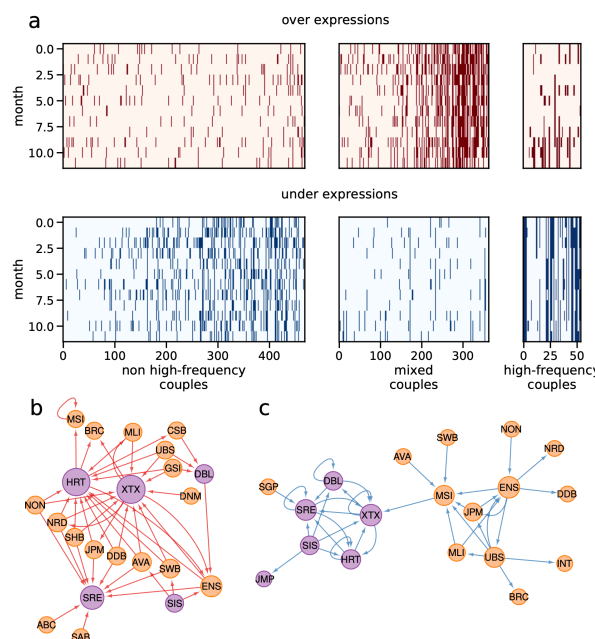 a
over expressions
0.0
2.5
5.0
7.5
10.0
month
under expressions
0.0
2.5
5.0
7.5
10.0
month
0 100 200 300 400
non high-frequency
couples
0 100 200 300
mixed
couples
0 25 50
high-frequency
couples
b
MSI
BRC
MLI
CSB
UBS
GSI
DBL
HRT
XTX
DNM
NON
NRD
SHB
JPM
DDB
AVA
SWB
ENS
SRE
SIS
ABC
SAB
c
NON
SWB
NRD
AVA
DBL
SGP
ENS
DDB
MSI
SRE
XTX
JPM
SIS
HRT
MLI
UBS
INT
JMP
BRC